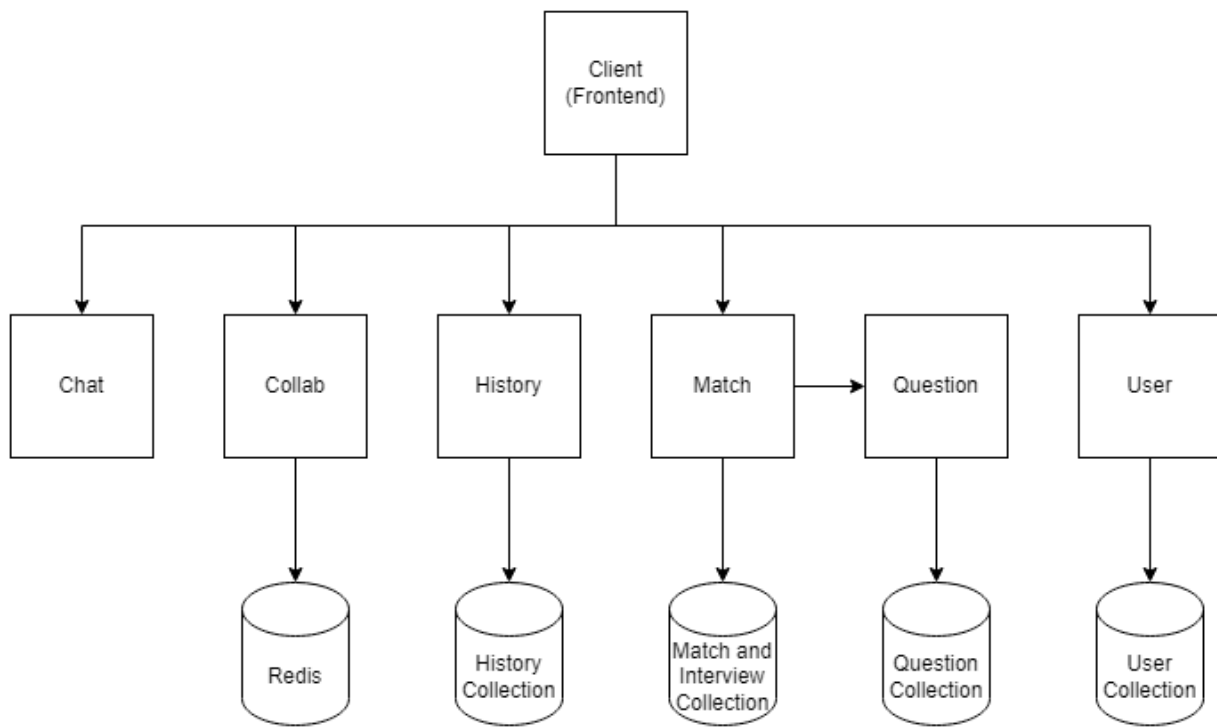 Client
(Frontend)
Chat
Collab
History
Match
Question
User
Redis
History
Collection
Match and
Interview
Collection
Question
Collection
User
Collection